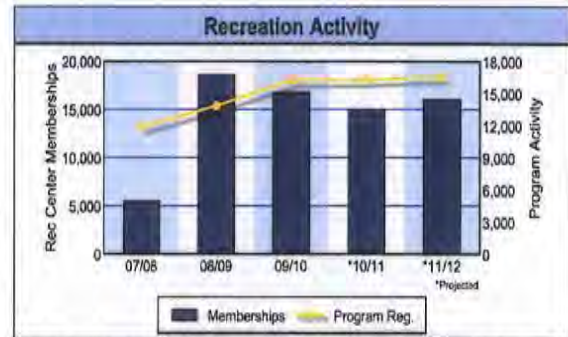 Recreation Activity
Rec Center Memberships
20,000
15,000
10,000
5,000
0
18,000
15,000
12,000
9,000
6,000
3,000
0
Program Activity
07/08 08/09 09/10 *10/11 *11/12
*Projected
Memberships Program Reg.